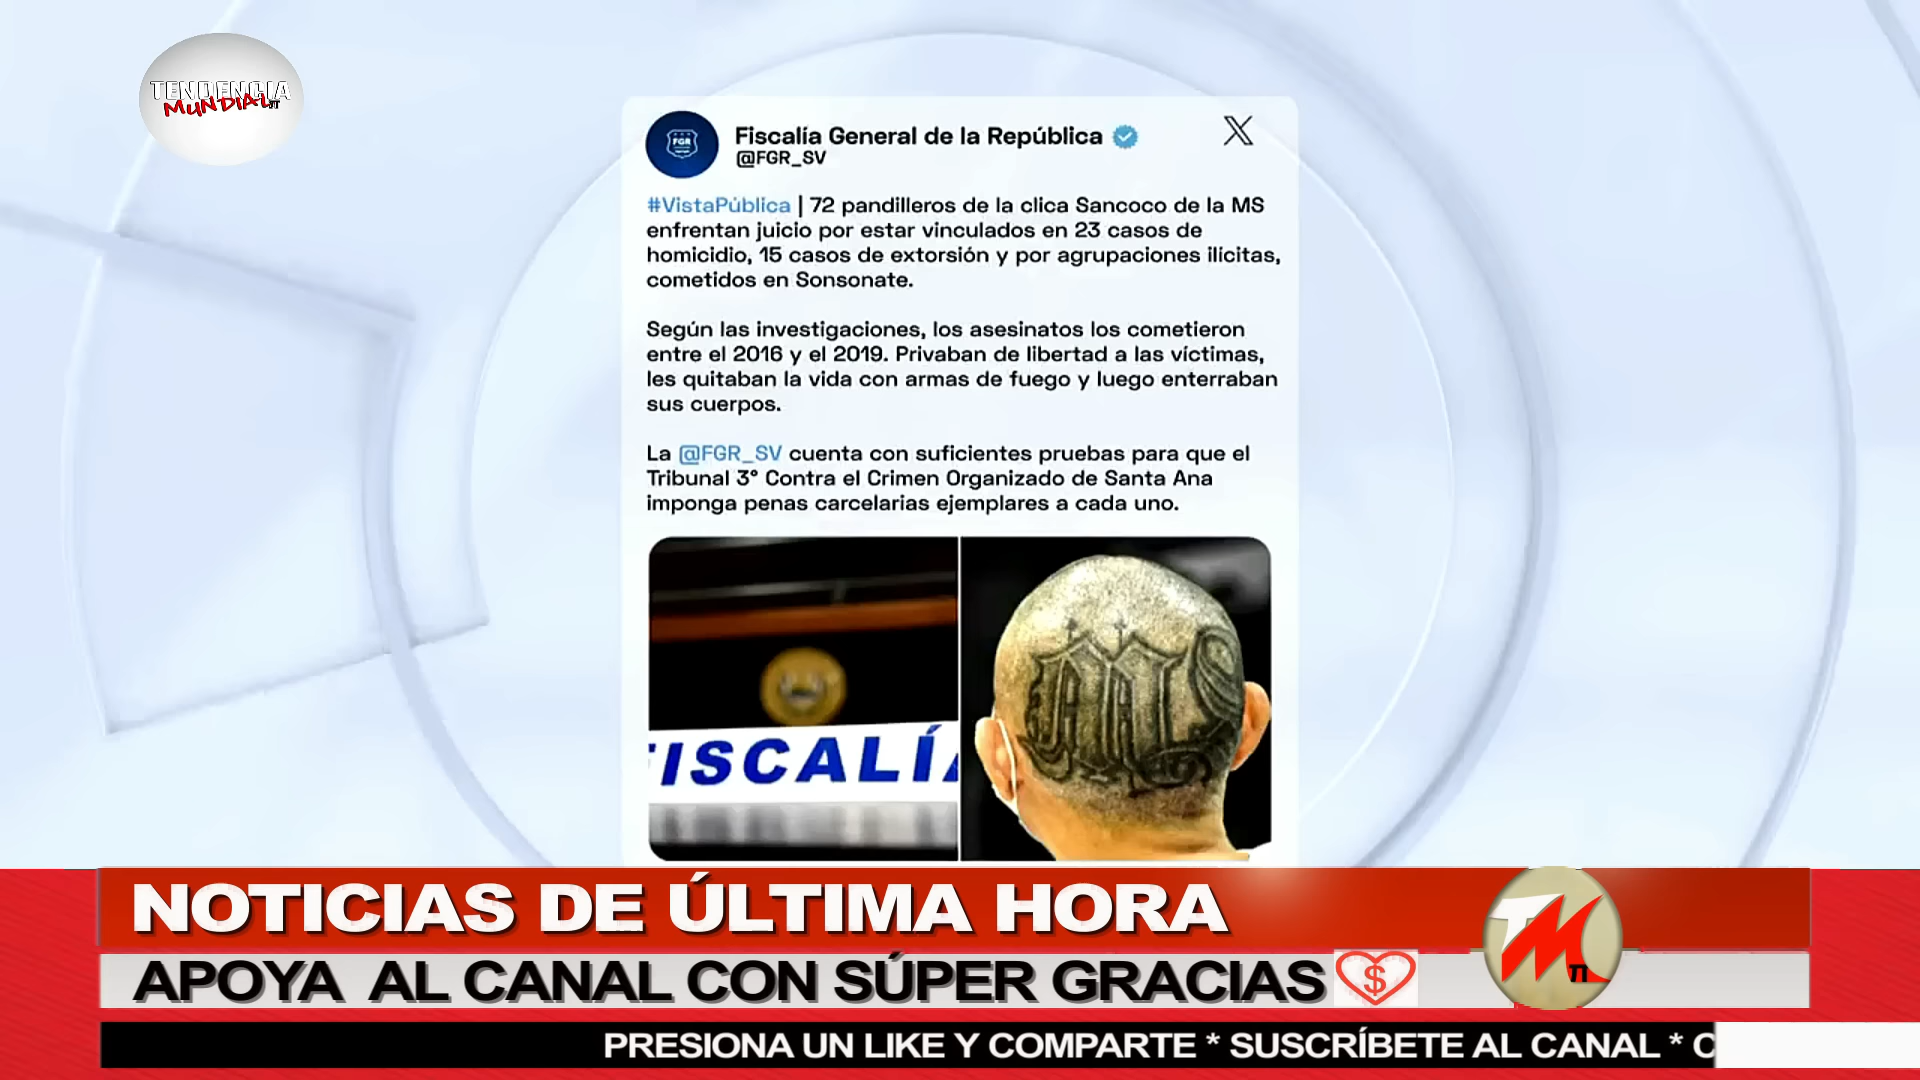 TENDENCIA
MUNDIAL
FGR
Fiscalía General de la República
@FGR_SV
#VistaPública | 72 pandilleros de la clica Sancoco de la MS
enfrentan juicio por estar vinculados en 23 casos de
homicidio, 15 casos de extorsión y por agrupaciones ilícitas,
cometidos en Sonsonate.
Según las investigaciones, los asesinatos los cometieron
entre el 2016 y el 2019. Privaban de libertad a las víctimas,
les quitaban la vida con armas de fuego y luego enterraban
sus cuerpos.
La @FGR_SV cuenta con suficientes pruebas para que el
Tribunal 3° Contra el Crimen Organizado de Santa Ana
imponga penas carcelarias ejemplares a cada uno.
FISCALÍA
MS
NOTICIAS DE ÚLTIMA HORA
APOYA AL CANAL CON SÚPER GRACIAS $
TM
PRESIONA UN LIKE Y COMPARTE * SUSCRÍBETE AL CANAL * C